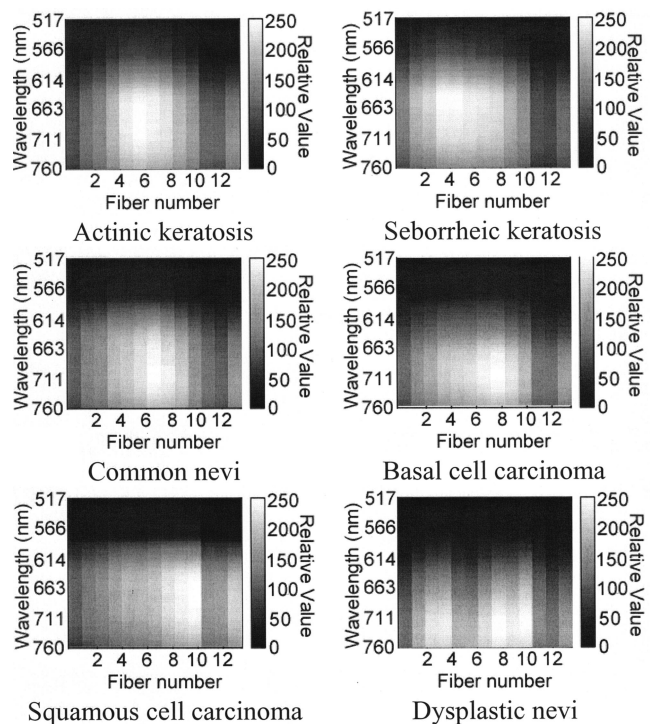 517
566
614
663
711
760
Wavelength (nm)
2 4 6 8 10 12
Fiber number
250
200
150
100
50
0
Relative Value
Actinic keratosis
517
566
614
663
711
760
Wavelength (nm)
2 4 6 8 10 12
Fiber number
250
200
150
100
50
0
Relative Value
Seborrheic keratosis
517
566
614
663
711
760
Wavelength (nm)
2 4 6 8 10 12
Fiber number
250
200
150
100
50
0
Relative Value
Common nevi
517
566
614
663
711
760
Wavelength (nm)
2 4 6 8 10 12
Fiber number
250
200
150
100
50
0
Relative Value
Basal cell carcinoma
517
566
614
663
711
760
Wavelength (nm)
2 4 6 8 10 12
Fiber number
250
200
150
100
50
0
Relative Value
Squamous cell carcinoma
517
566
614
663
711
760
Wavelength (nm)
2 4 6 8 10 12
Fiber number
250
200
150
100
50
0
Relative Value
Dysplastic nevi